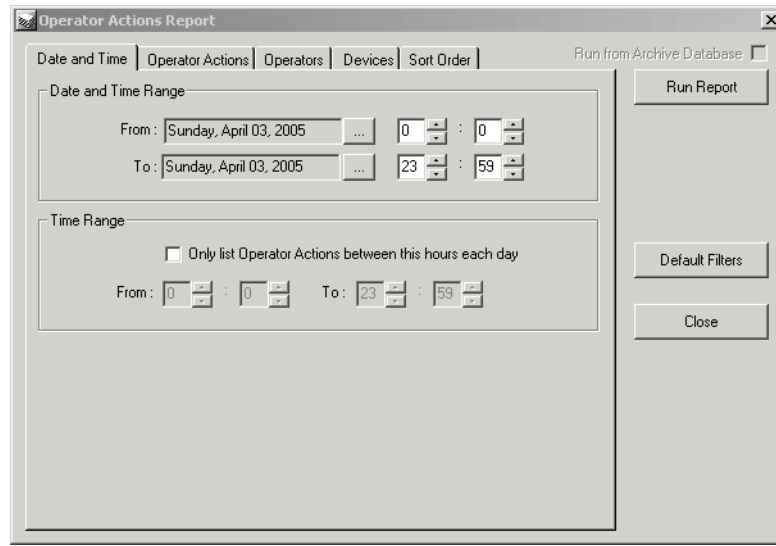 Operator Actions Report
Date and Time Operator Actions Operators Devices Sort Order Run from Archive Database
Date and Time Range Run Report
From : Sunday, April 03, 2005 ... 0 : 0
To : Sunday, April 03, 2005 ... 23 : 59
Time Range
Only list Operator Actions between this hours each day Default Filters
From : 0 : 0 To : 23 : 59
Close